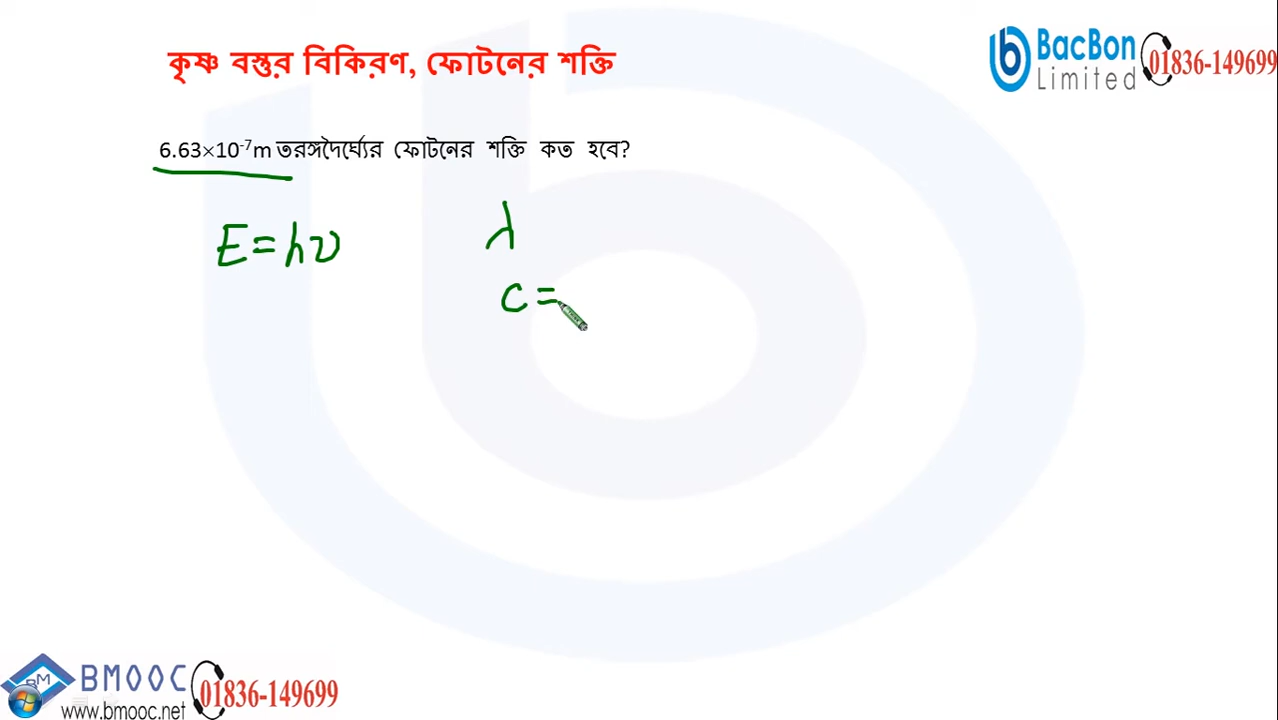 কৃষ্ণ বস্তুর বিকিরণ, ফোটনের শক্তি
BacBon
Limited
01836-149699
6.63×10⁻⁷m তরঙ্গদৈর্ঘ্যের ফোটনের শক্তি কত হবে?
E=hυ
λ
c=
BM
BMOOC
www.bmooc.net
01836-149699